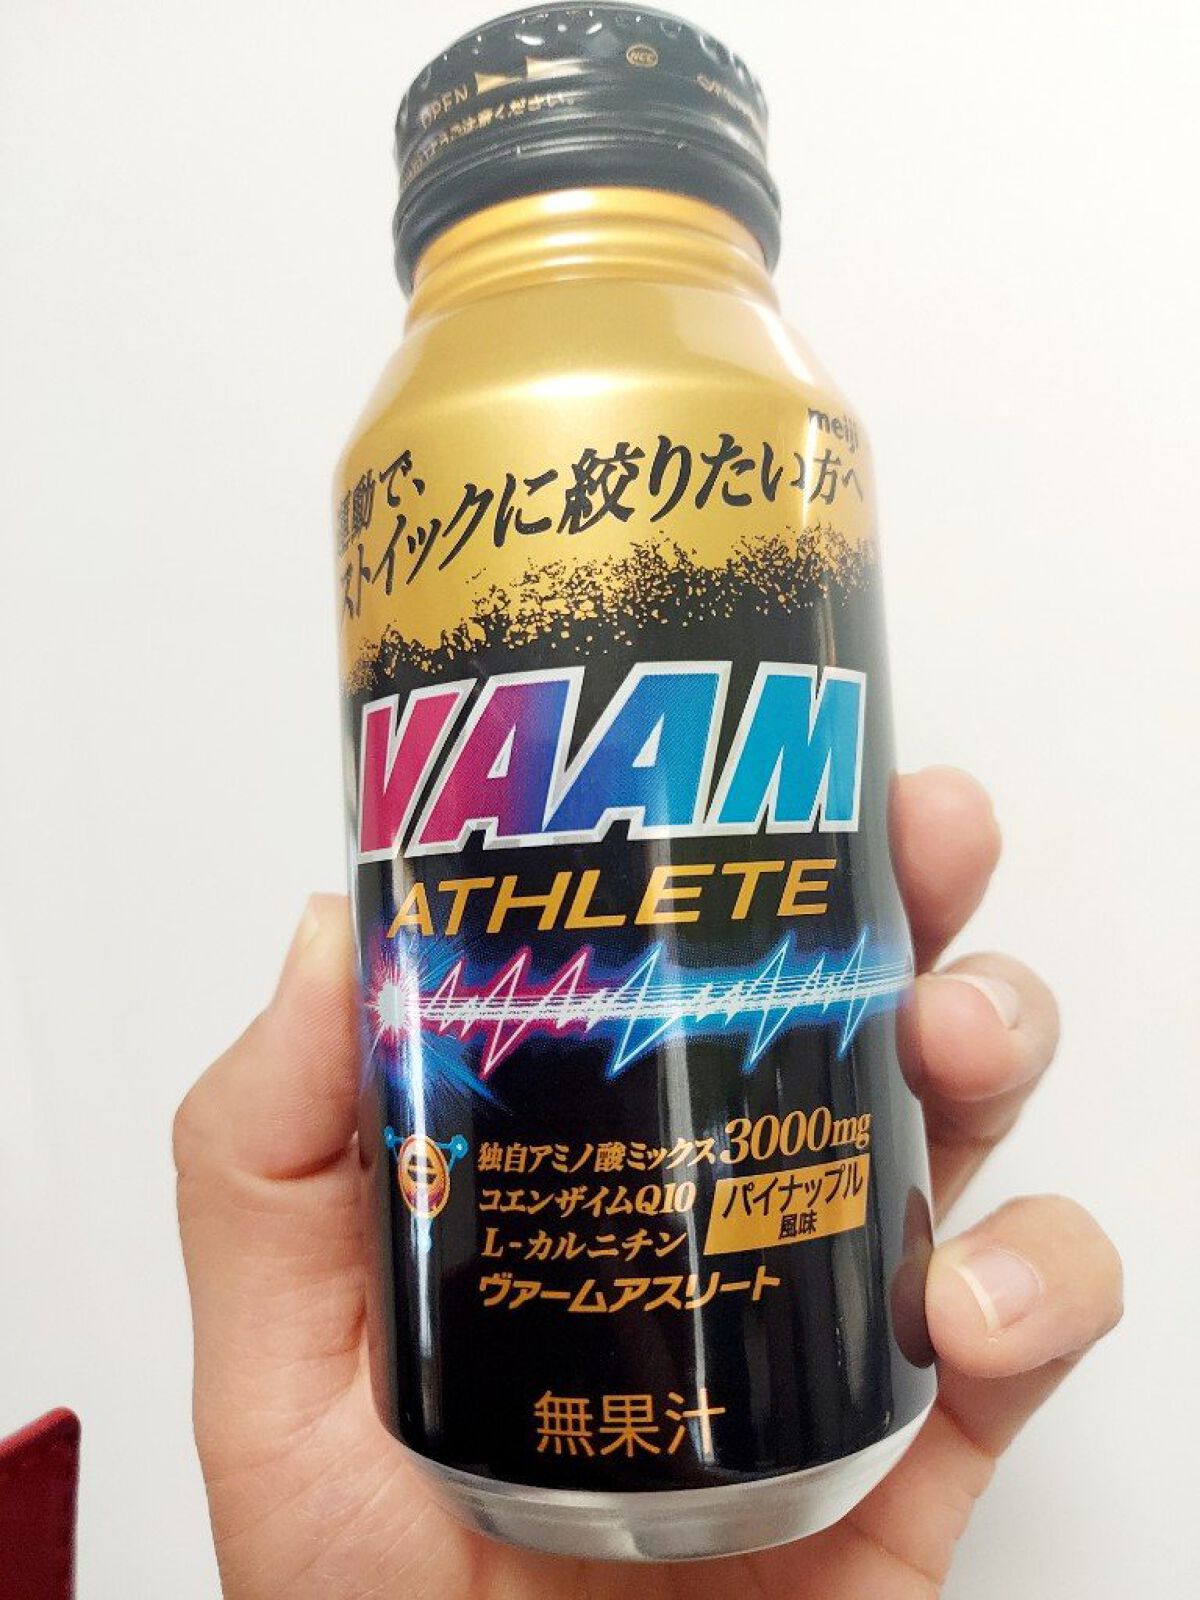 OPEN
NCC
meiji
運動で、
ストイックに絞りたい方へ
VAAM
ATHLETE
独自アミノ酸ミックス3000mg
コエンザイムQ10
L-カルニチン
パイナップル
風味
ヴァームアスリート
無果汁